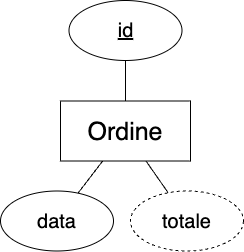 id
Ordine
data
totale